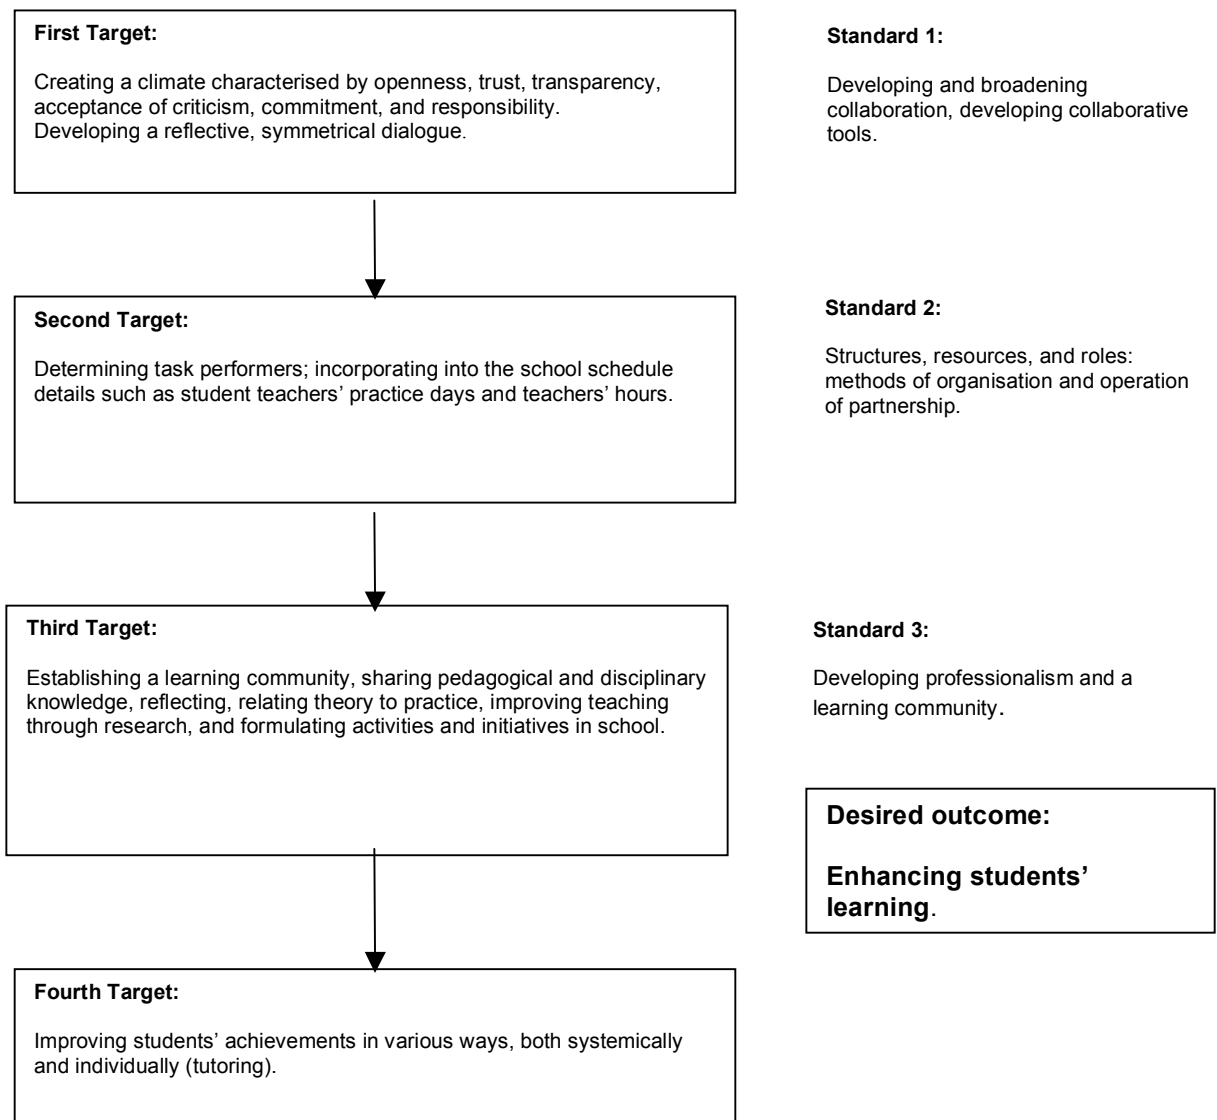 First Target:
Creating a climate characterised by openness, trust, transparency,
acceptance of criticism, commitment, and responsibility.
Developing a reflective, symmetrical dialogue.
Standard 1:
Developing and broadening
collaboration, developing collaborative
tools.
Second Target:
Determining task performers; incorporating into the school schedule
details such as student teachers’ practice days and teachers’ hours.
Standard 2:
Structures, resources, and roles:
methods of organisation and operation
of partnership.
Third Target:
Establishing a learning community, sharing pedagogical and disciplinary
knowledge, reflecting, relating theory to practice, improving teaching
through research, and formulating activities and initiatives in school.
Standard 3:
Developing professionalism and a
learning community.
Desired outcome:
Enhancing students’
learning.
Fourth Target:
Improving students’ achievements in various ways, both systemically
and individually (tutoring).